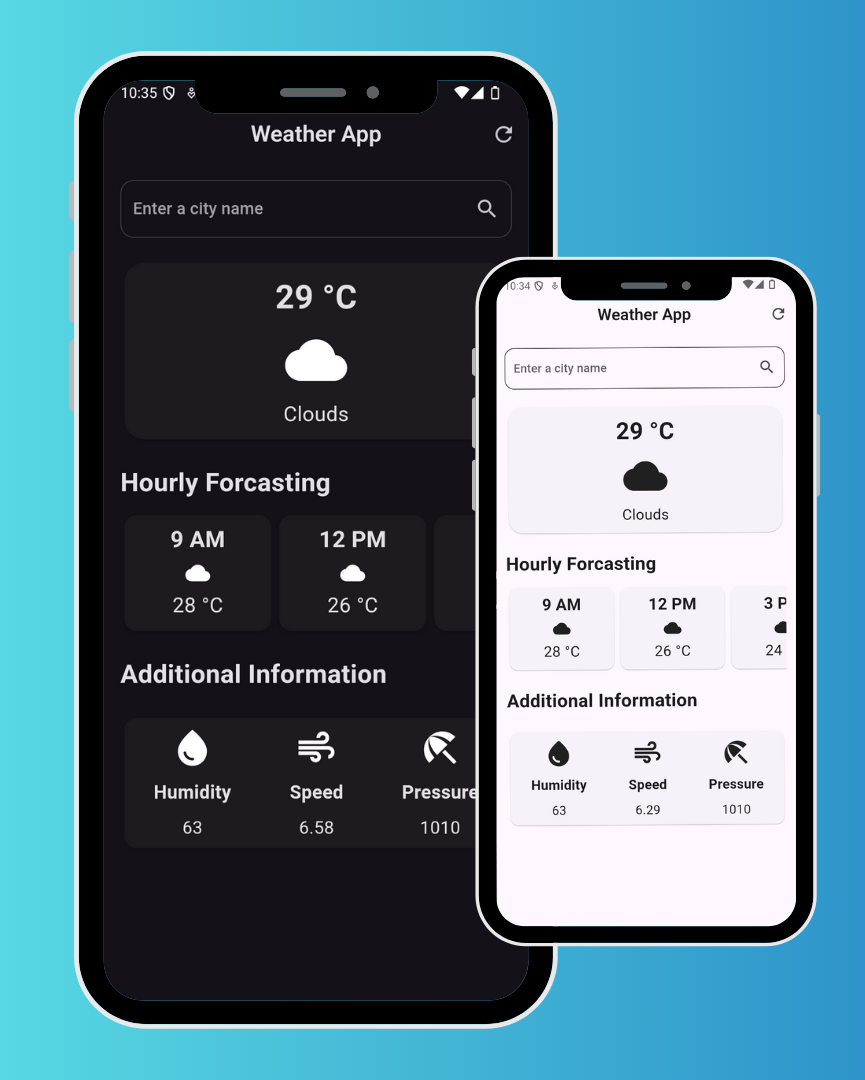 10:35
Weather App
Enter a city name
29 °C
Clouds
Hourly Forcasting
9 AM
12 PM
28 °C
26 °C
Additional Information
Humidity
Speed
Pressure
63
6.58
1010
10:34
Weather App
Enter a city name
29 °C
Clouds
Hourly Forcasting
9 AM
12 PM
3 P
28 °C
26 °C
24
Additional Information
Humidity
Speed
Pressure
63
6.29
1010